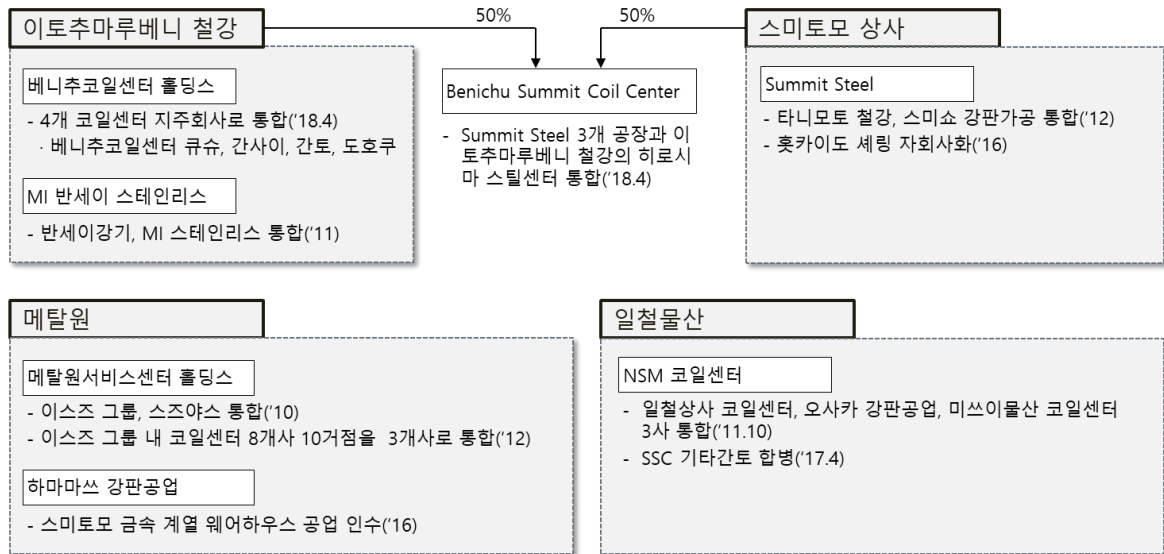 이토추마루베니 철강
50%
50%
스미토모 상사
베니추코일센터 홀딩스
- 4개 코일센터 지주회사로 통합('18.4)
· 베니추코일센터 큐슈, 간사이, 간토, 도호쿠
MI 반세이 스테인리스
- 반세이강기, MI 스테인리스 통합('11)
Benichu Summit Coil Center
- Summit Steel 3개 공장과 이
토추마루베니 철강의 히로시
마 스틸센터 통합('18.4)
Summit Steel
- 타니모토 철강, 스미쇼 강판가공 통합('12)
- 홋카이도 셰링 자회사화('16)
메탈원
메탈원서비스센터 홀딩스
- 이스즈 그룹, 스즈야스 통합('10)
- 이스즈 그룹 내 코일센터 8개사 10거점을 3개사로 통합('12)
하마마쓰 강판공업
- 스미토모 금속 계열 웨어하우스 공업 인수('16)
일철물산
NSM 코일센터
- 일철상사 코일센터, 오사카 강판공업, 미쓰이물산 코일센터
3사 통합('11.10)
- SSC 기타간토 합병('17.4)